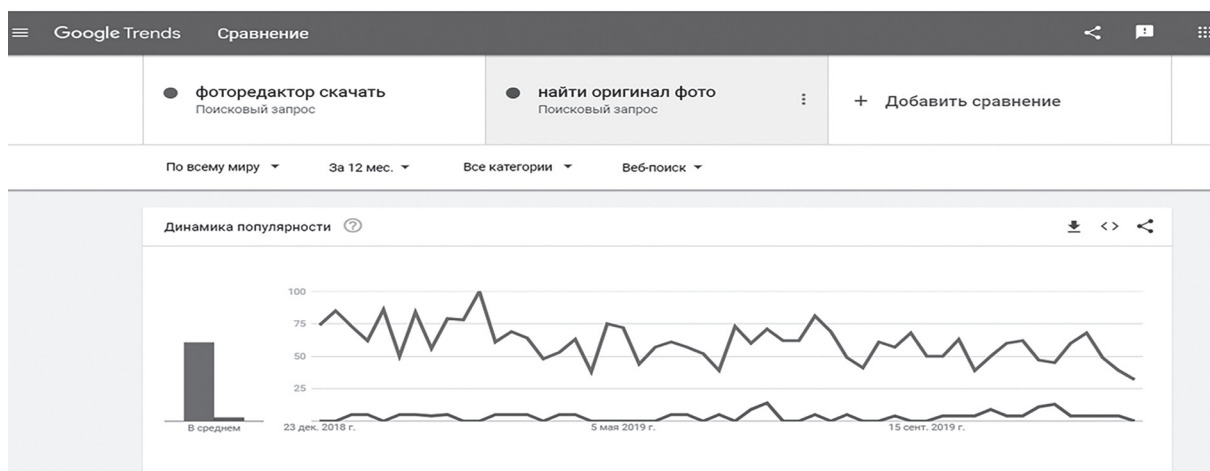 Google Trends Сравнение
фоторедактор скачать
Поисковый запрос
найти оригинал фото
Поисковый запрос
+ Добавить сравнение
По всему миру За 12 мес. Все категории Веб-поиск
Динамика популярности ?
100
75
50
25
В среднем
23 дек. 2018 г. 5 мая 2019 г. 15 сент. 2019 г.